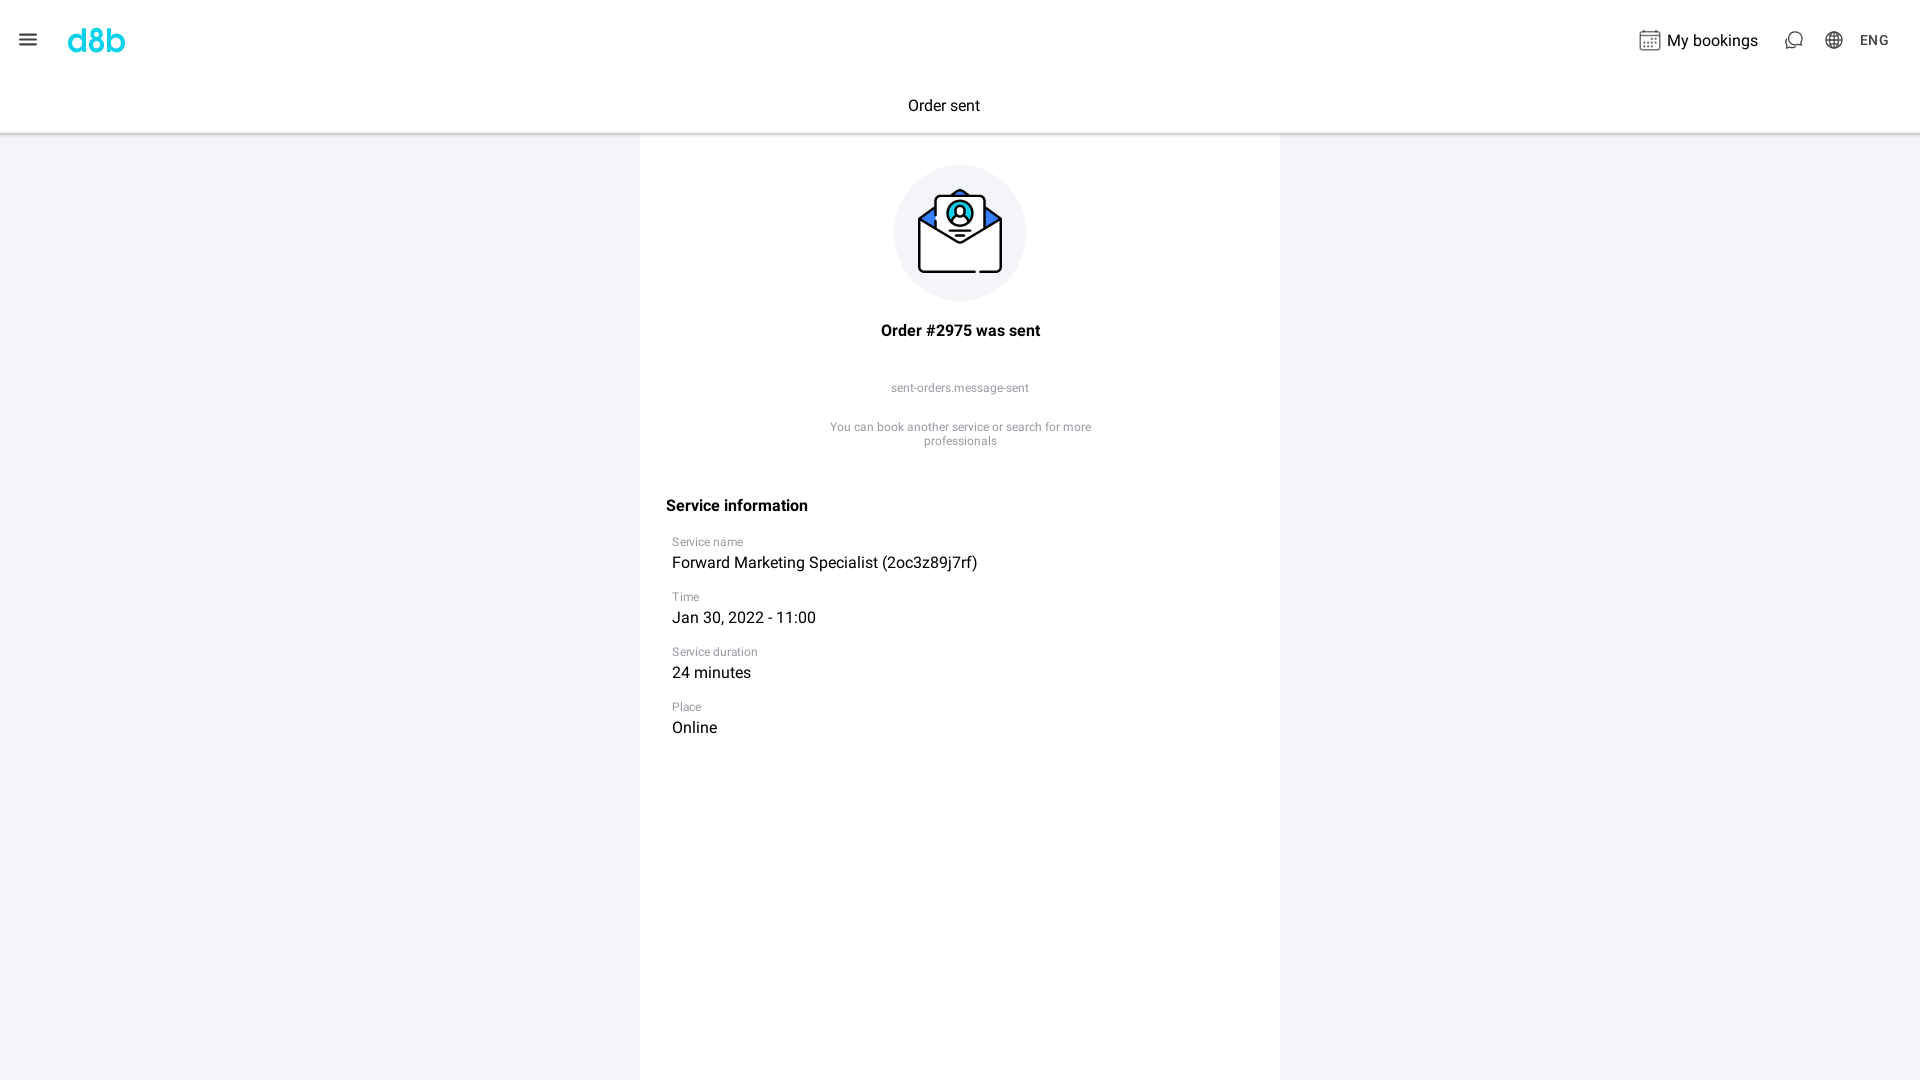 d8b
My bookings
ENG
Order sent
Order #2975 was sent
sent-orders.message-sent
You can book another service or search for more
professionals
Service information
Service name
Forward Marketing Specialist (2oc3z89j7rf)
Time
Jan 30, 2022 - 11:00
Service duration
24 minutes
Place
Online